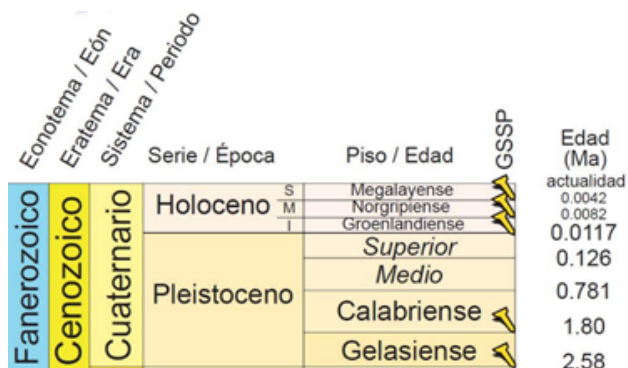 Eonotema / Eón
Eratema / Era
Sistema / Periodo
Serie / Época
Piso / Edad
GSSP
Edad
(Ma)
actualidad
Fanerozoico
Cenozoico
Cuaternario
Holoceno
S
Megalayense
0.0042
M
Norgripiense
0.0082
I
Groenlandiense
0.0117
Pleistoceno
Superior
0.126
Medio
0.781
Calabriense
1.80
Gelasiense
2.58